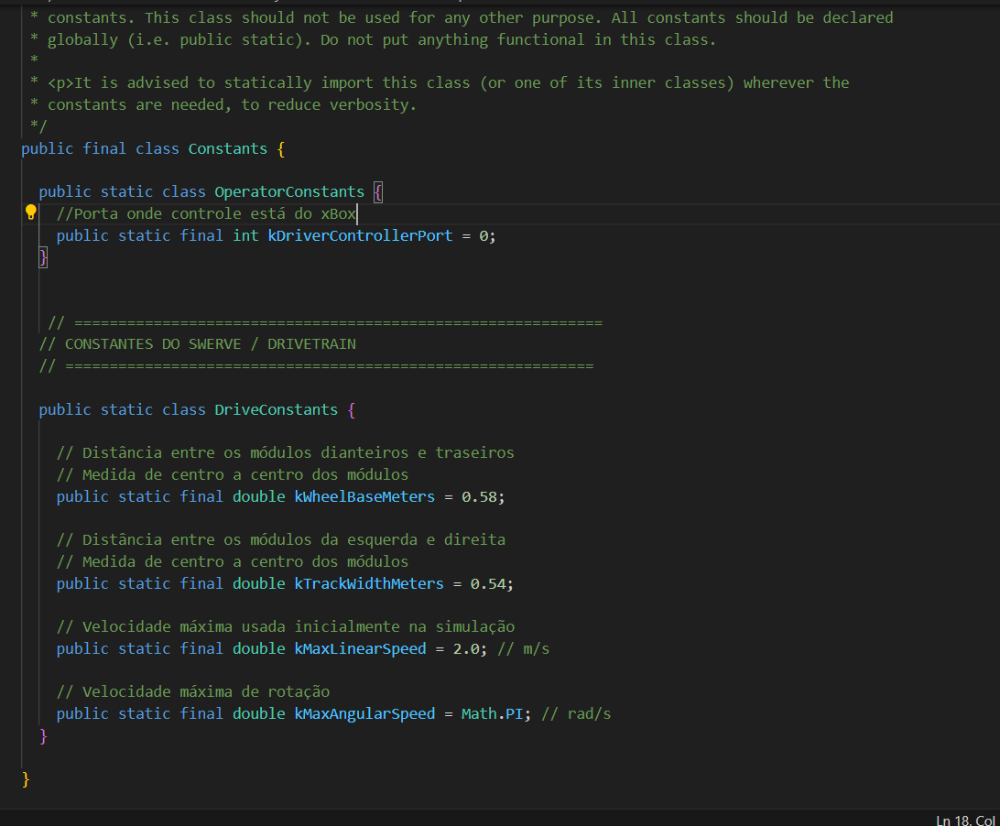 * constants. This class should not be used for any other purpose. All constants should be declared
* globally (i.e. public static). Do not put anything functional in this class.
*
* <p>It is advised to statically import this class (or one of its inner classes) wherever the
* constants are needed, to reduce verbosity.
*/
public final class Constants {
public static class OperatorConstants {
//Porta onde controle está do xBox
public static final int kDriverControllerPort = 0;
}
// ============================================================
// CONSTANTES DO SWERVE / DRIVETRAIN
// ============================================================
public static class DriveConstants {
// Distância entre os módulos dianteiros e traseiros
// Medida de centro a centro dos módulos
public static final double kWheelBaseMeters = 0.58;
// Distância entre os módulos da esquerda e direita
// Medida de centro a centro dos módulos
public static final double kTrackWidthMeters = 0.54;
// Velocidade máxima usada inicialmente na simulação
public static final double kMaxLinearSpeed = 2.0; // m/s
// Velocidade máxima de rotação
public static final double kMaxAngularSpeed = Math.PI; // rad/s
}
}
Ln 18, Col